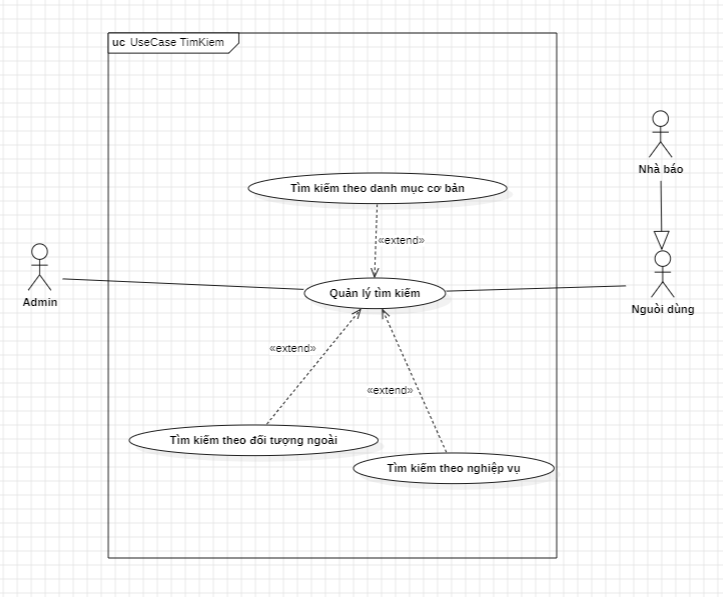 uc UseCase TimKiem
Nhà báo
Tìm kiếm theo danh mục cơ bản
«extend»
Admin
Quản lý tìm kiếm
Nguòi dùng
«extend»
«extend»
Tìm kiếm theo đối tượng ngoài
Tìm kiếm theo nghiệp vụ